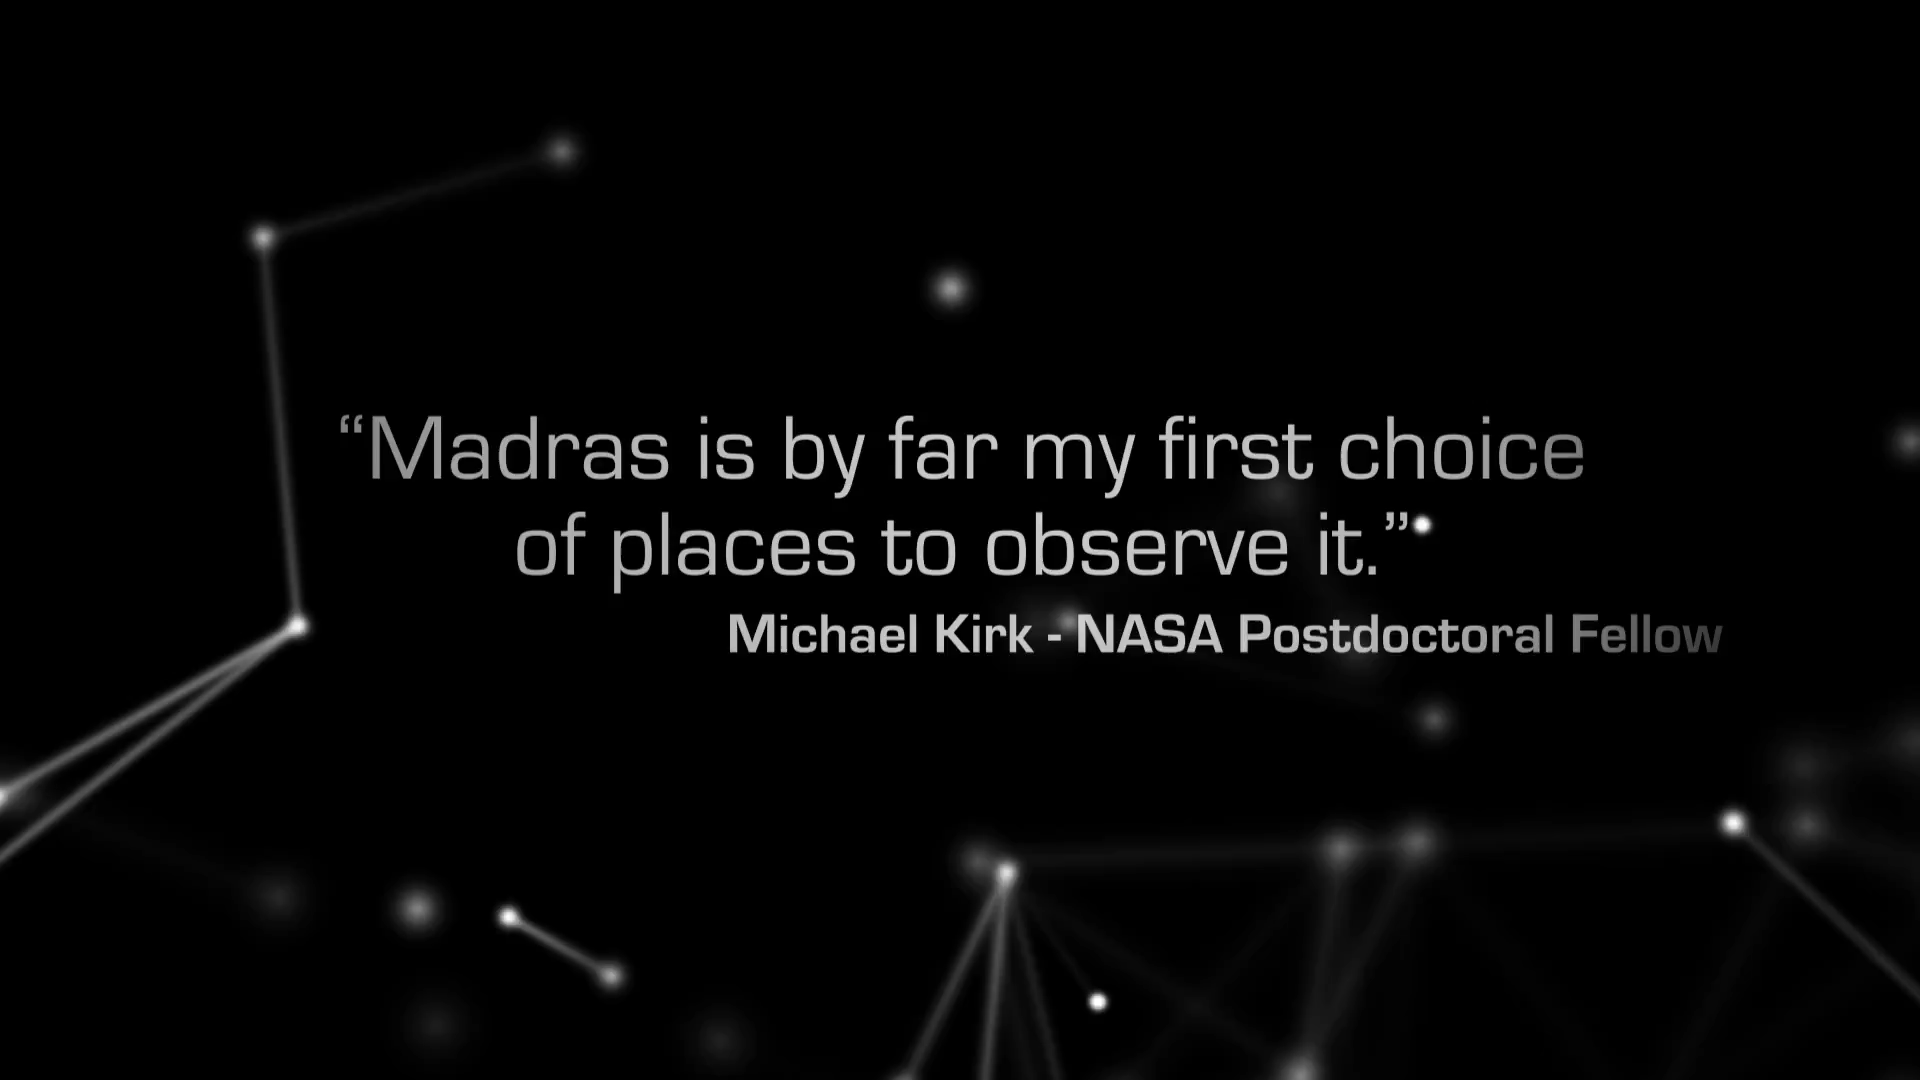 “Madras is by far my first choice
of places to observe it.”
Michael Kirk - NASA Postdoctoral Fellow